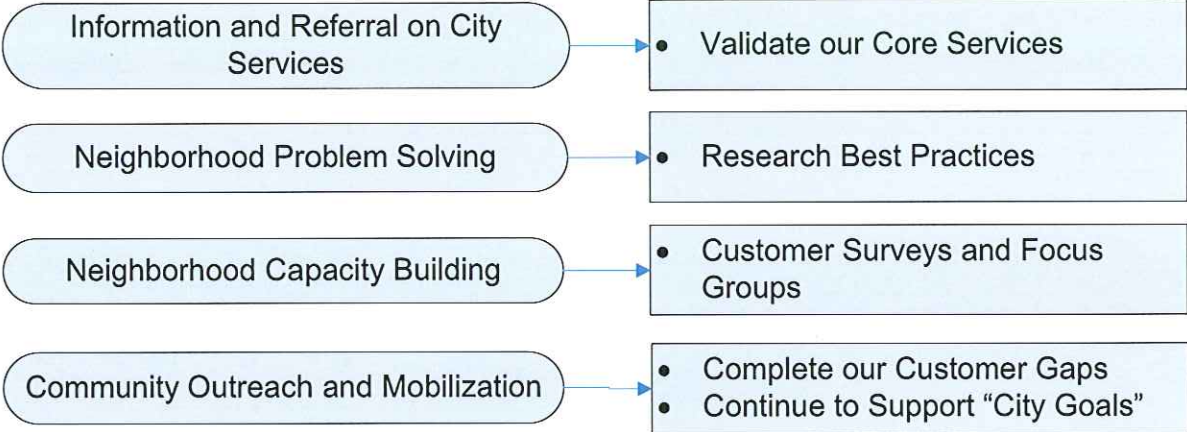 Information and Referral on City
Services
• Validate our Core Services
Neighborhood Problem Solving
• Research Best Practices
Neighborhood Capacity Building
• Customer Surveys and Focus
Groups
Community Outreach and Mobilization
• Complete our Customer Gaps
• Continue to Support “City Goals”